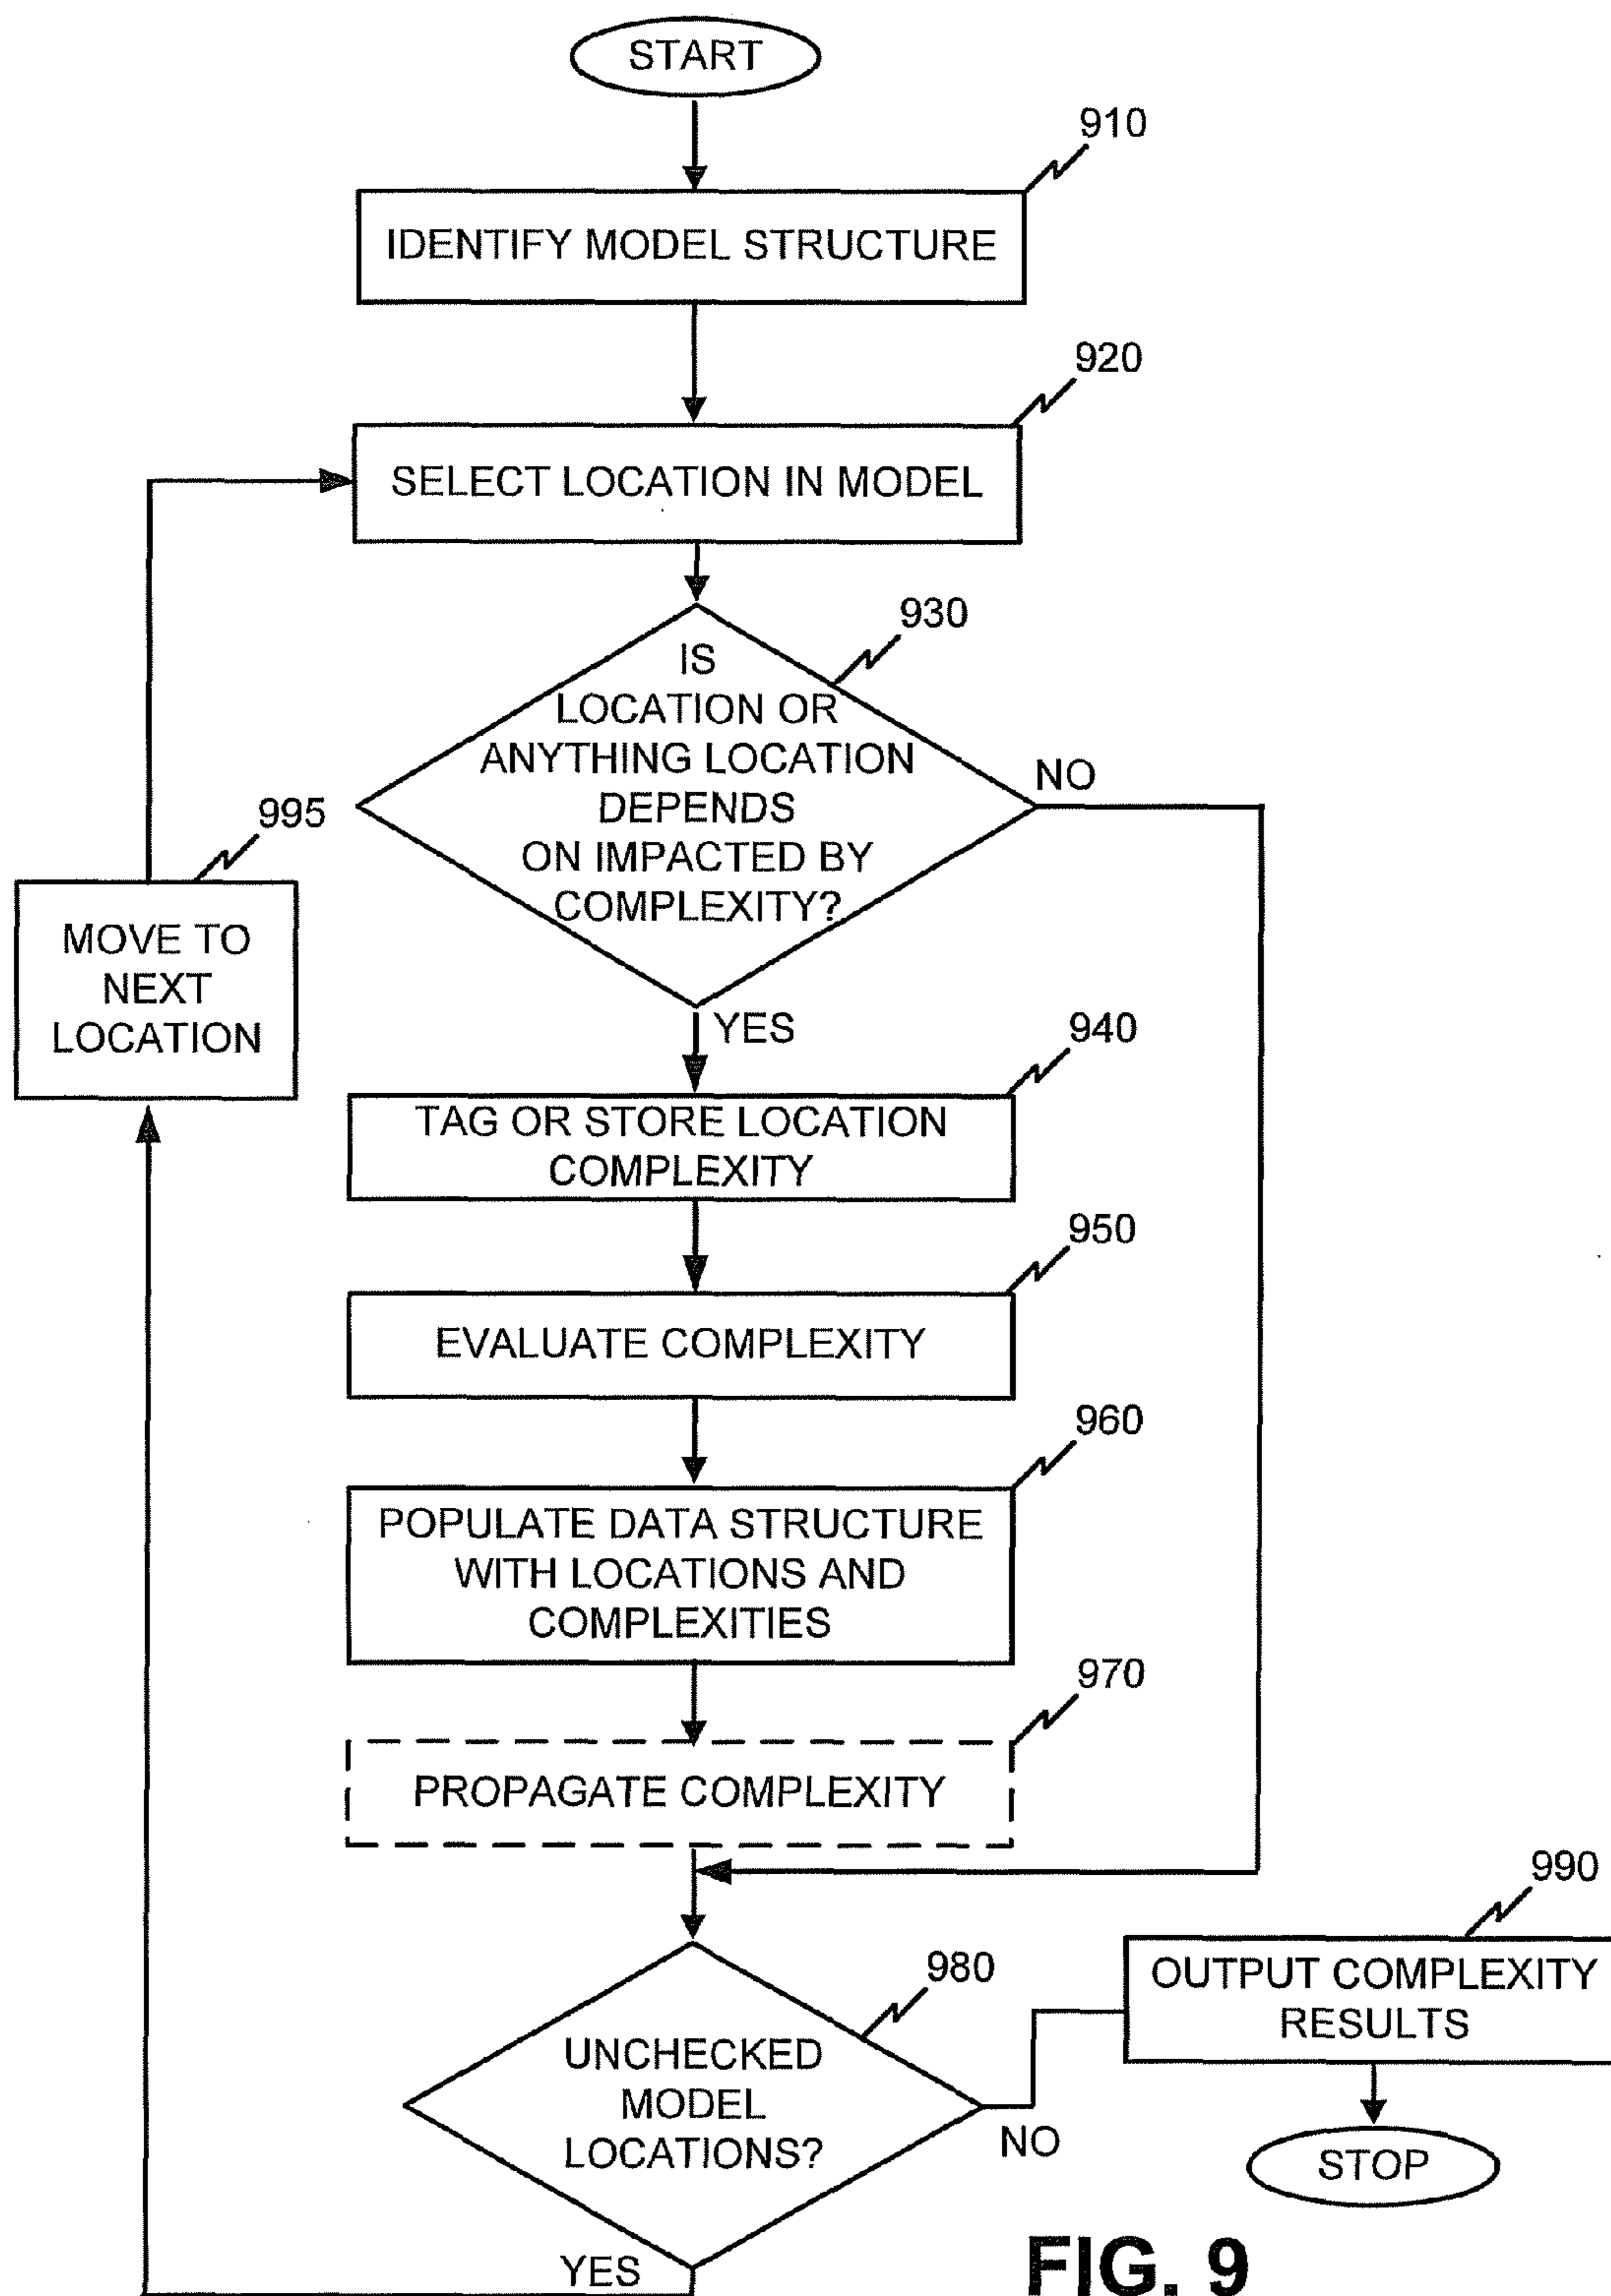 START
910
IDENTIFY MODEL STRUCTURE
920
SELECT LOCATION IN MODEL
930
IS
LOCATION OR
ANYTHING LOCATION
DEPENDS
ON IMPACTED BY
COMPLEXITY?
NO
995
MOVE TO
NEXT
LOCATION
YES
940
TAG OR STORE LOCATION
COMPLEXITY
950
EVALUATE COMPLEXITY
960
POPULATE DATA STRUCTURE
WITH LOCATIONS AND
COMPLEXITIES
970
PROPAGATE COMPLEXITY
980
UNCHECKED
MODEL
LOCATIONS?
NO
990
OUTPUT COMPLEXITY
RESULTS
STOP
YES
FIG. 9